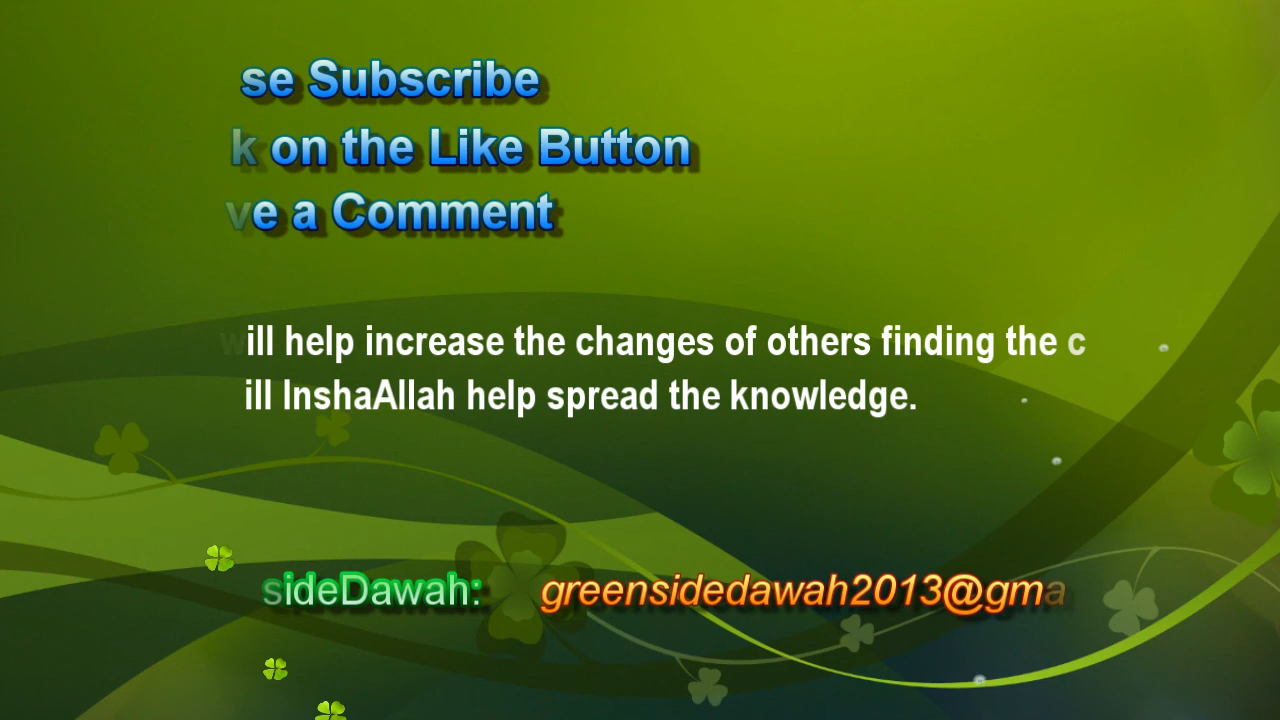 se Subscribe
k on the Like Button
ve a Comment
will help increase the changes of others finding the c
ill InshaAllah help spread the knowledge.
sideDawah: greensidedawah2013@gma